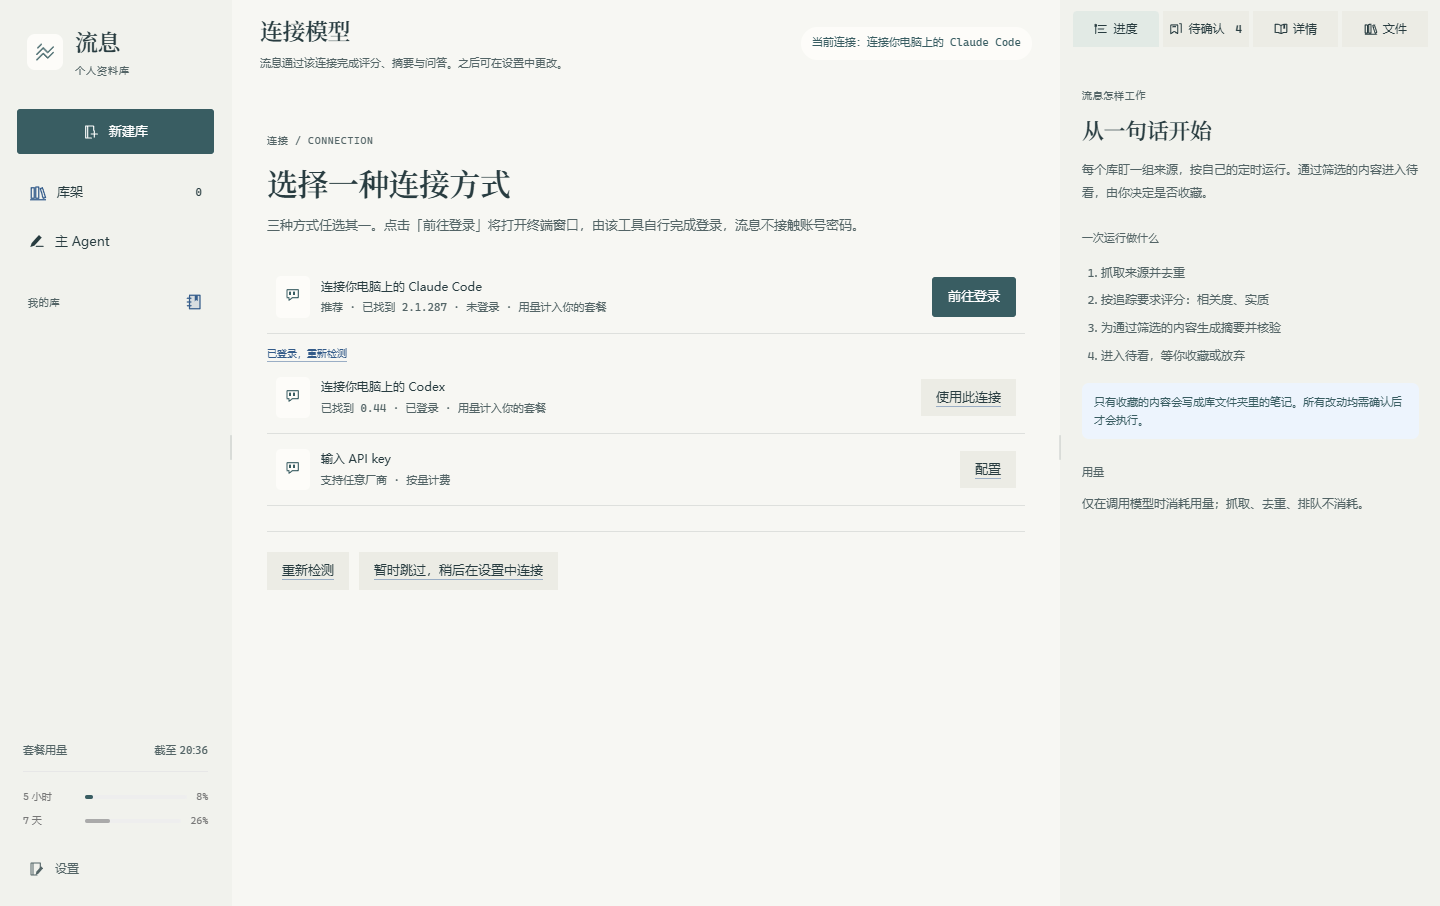 流息
个人资料库
新建库
库架 0
主 Agent
我的库
套餐用量 截至 20:36
5 小时 8%
7 天 26%
设置
连接模型
流息通过该连接完成评分、摘要与问答。之后可在设置中更改。
当前连接：连接你电脑上的 Claude Code
连接 / CONNECTION
选择一种连接方式
三种方式任选其一。点击「前往登录」将打开终端窗口，由该工具自行完成登录，流息不接触账号密码。
连接你电脑上的 Claude Code
推荐 · 已找到 2.1.287 · 未登录 · 用量计入你的套餐
前往登录
已登录，重新检测
连接你电脑上的 Codex
已找到 0.44 · 已登录 · 用量计入你的套餐
使用此连接
输入 API key
支持任意厂商 · 按量计费
配置
重新检测
暂时跳过，稍后在设置中连接
进度
待确认 4
详情
文件
流息怎样工作
从一句话开始
每个库盯一组来源，按自己的定时运行。通过筛选的内容进入待
看，由你决定是否收藏。
一次运行做什么
1. 抓取来源并去重
2. 按追踪要求评分：相关度、实质
3. 为通过筛选的内容生成摘要并核验
4. 进入待看，等你收藏或放弃
只有收藏的内容会写成库文件夹里的笔记。所有改动均需确认后
才会执行。
用量
仅在调用模型时消耗用量；抓取、去重、排队不消耗。